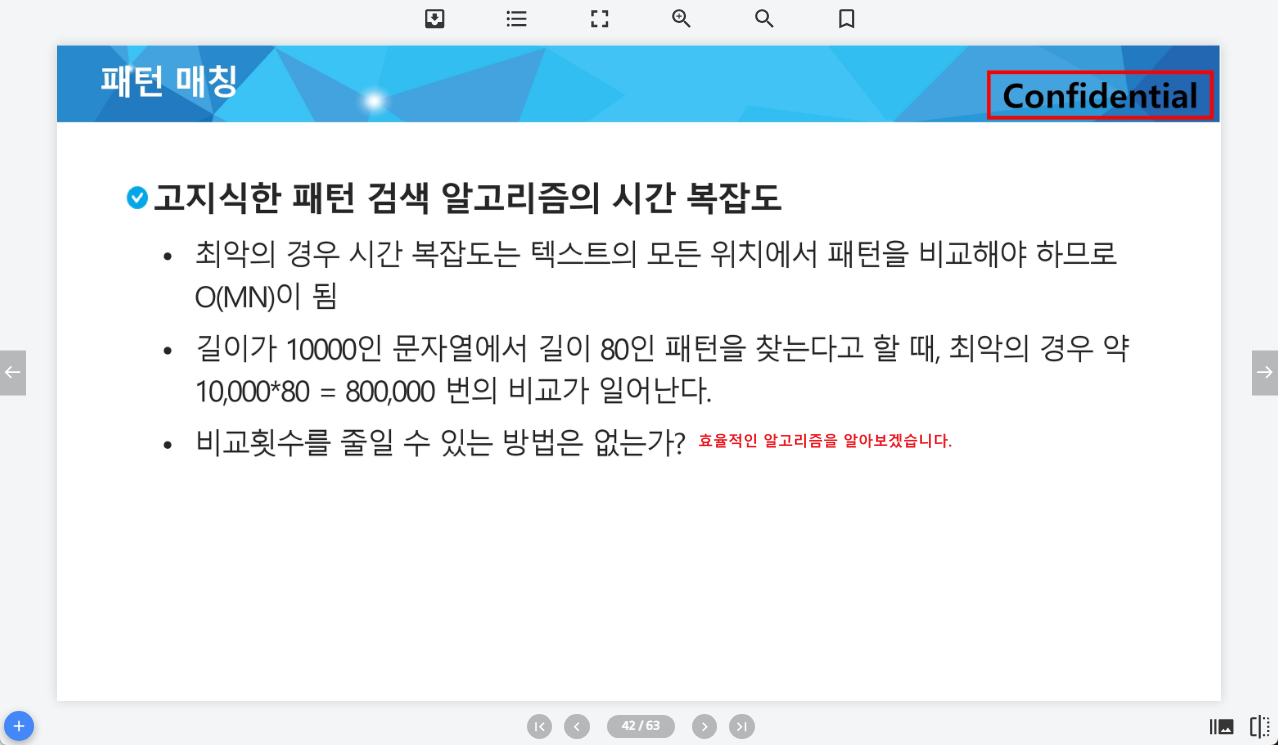 패턴 매칭
Confidential
고지식한 패턴 검색 알고리즘의 시간 복잡도
• 최악의 경우 시간 복잡도는 텍스트의 모든 위치에서 패턴을 비교해야 하므로
O(MN)이 됨
• 길이가 10000인 문자열에서 길이 80인 패턴을 찾는다고 할 때, 최악의 경우 약
10,000*80 = 800,000 번의 비교가 일어난다.
• 비교횟수를 줄일 수 있는 방법은 없는가? 효율적인 알고리즘을 알아보겠습니다.
42 / 63